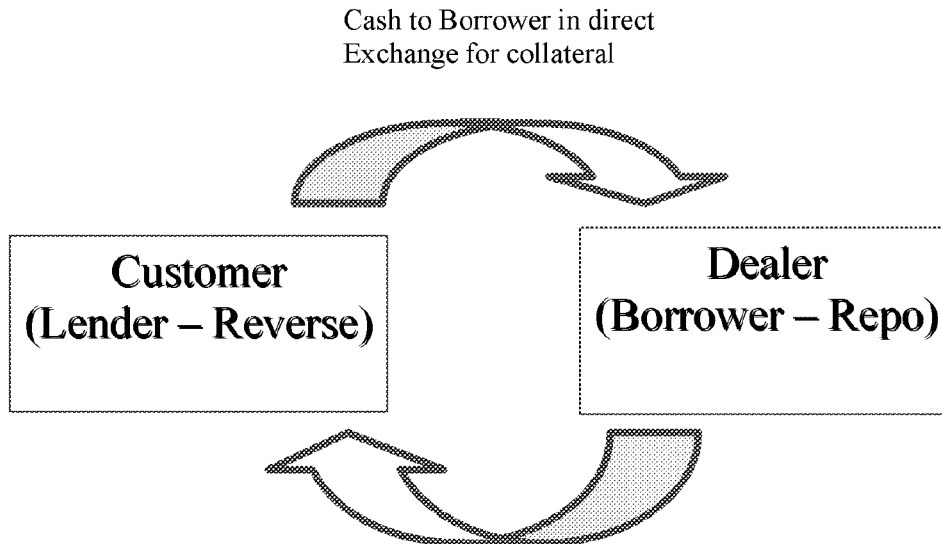 Cash to Borrower in direct
Exchange for collateral
Customer
(Lender – Reverse)
Dealer
(Borrower – Repo)